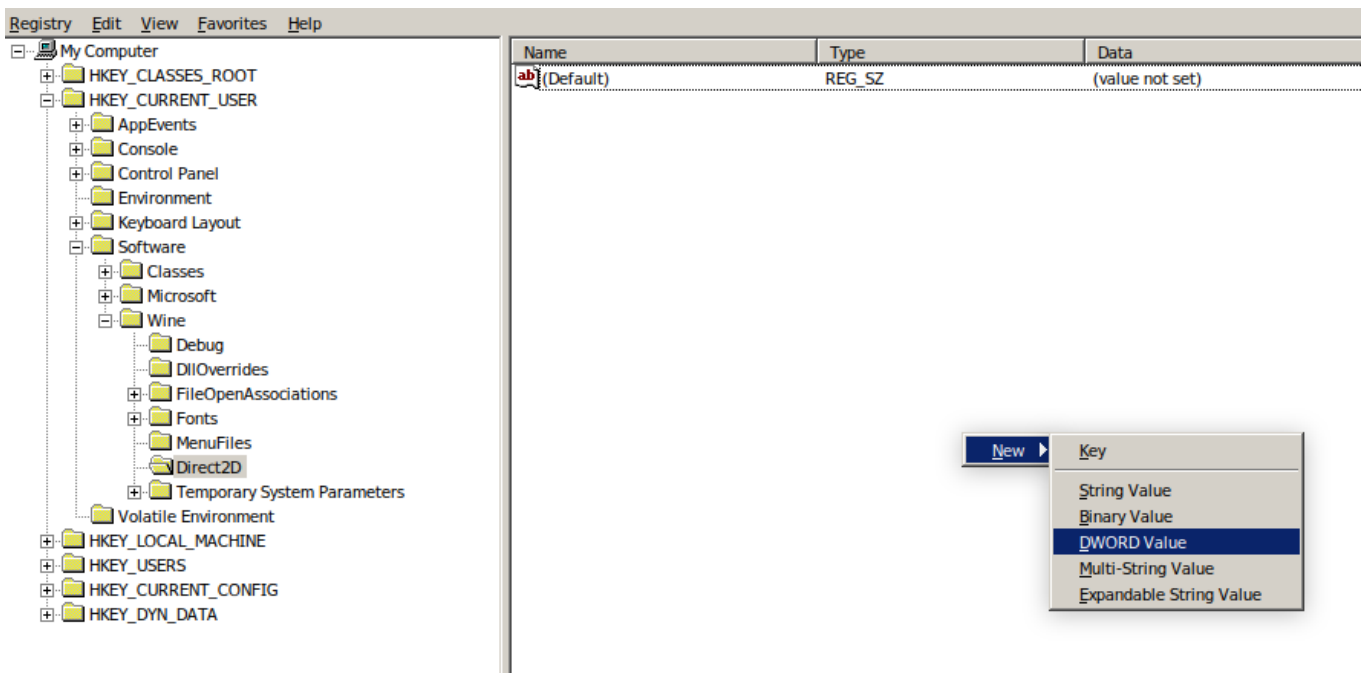 Registry Edit View Favorites Help
My Computer
HKEY_CLASSES_ROOT
HKEY_CURRENT_USER
AppEvents
Console
Control Panel
Environment
Keyboard Layout
Software
Classes
Microsoft
Wine
Debug
DllOverrides
FileOpenAssociations
Fonts
MenuFiles
Direct2D
Temporary System Parameters
Volatile Environment
HKEY_LOCAL_MACHINE
HKEY_USERS
HKEY_CURRENT_CONFIG
HKEY_DYN_DATA
Name Type Data
ab (Default) REG_SZ (value not set)
New
Key
String Value
Binary Value
DWORD Value
Multi-String Value
Expandable String Value